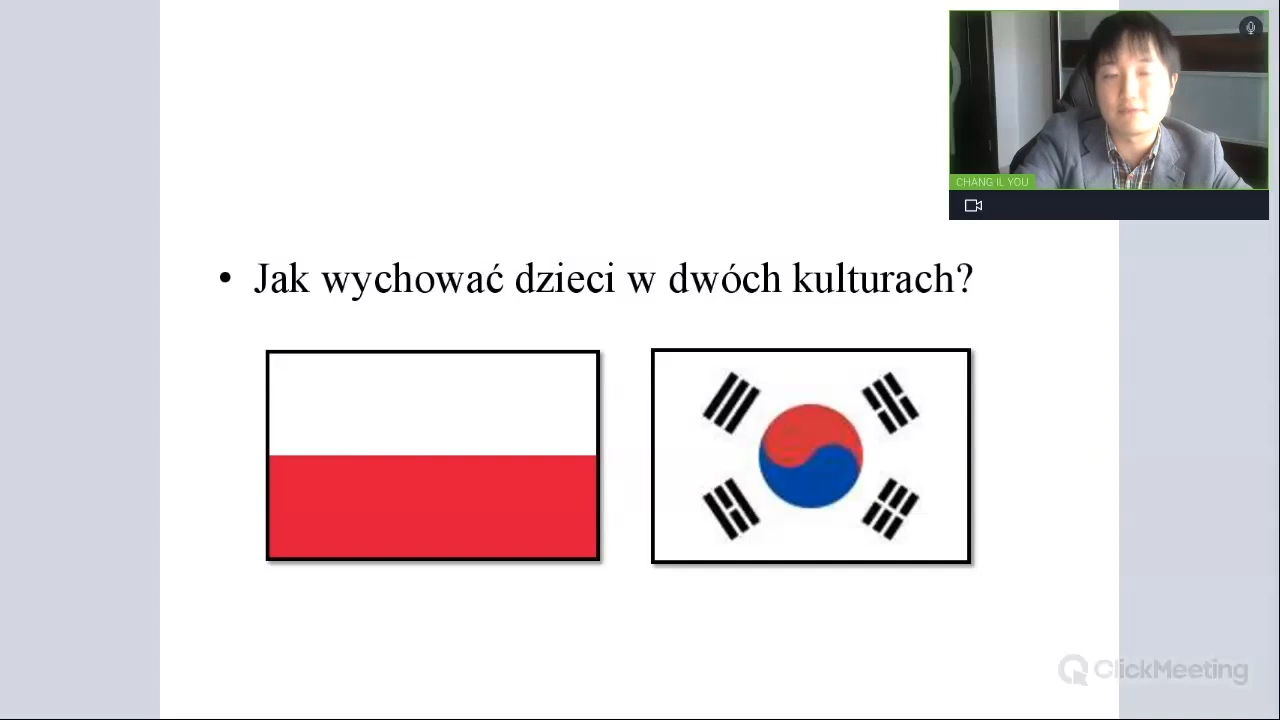 CHANG IL YOU
• Jak wychować dzieci w dwóch kulturach?
ClickMeeting